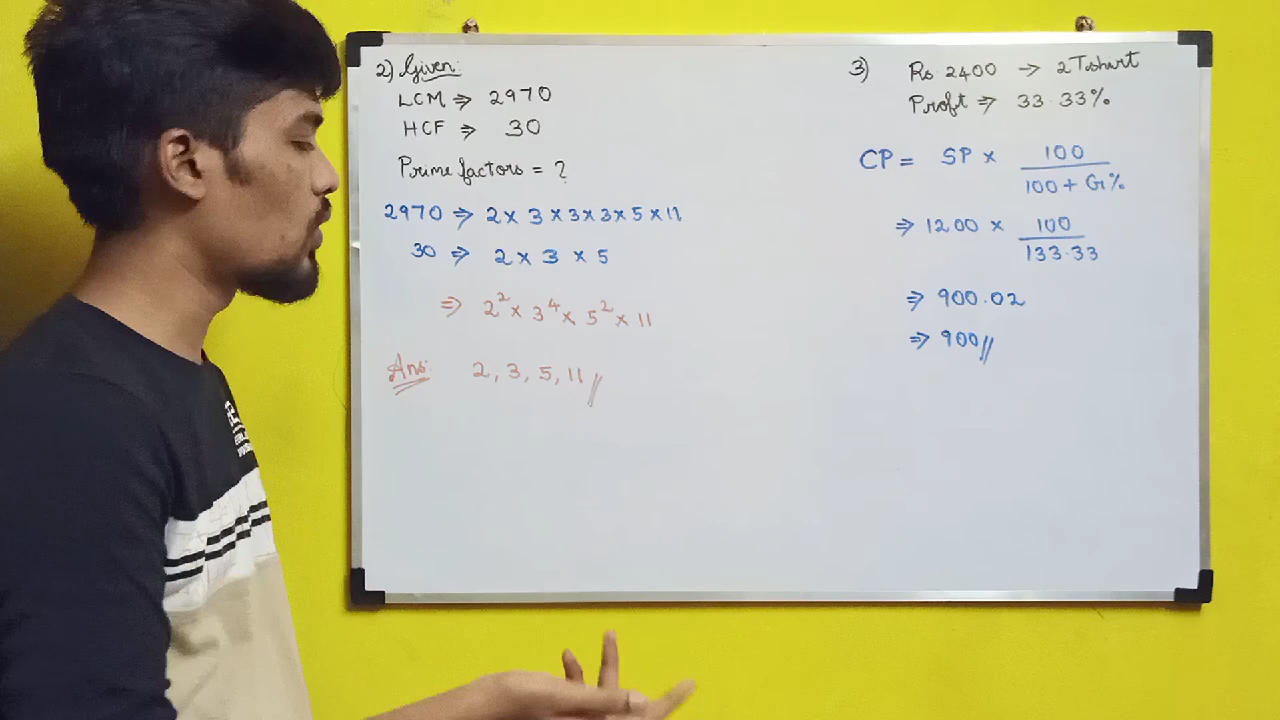 2) Given:
LCM ⇒ 2970
HCF ⇒ 30
Prime factors = ?
2970 ⇒ 2 × 3 × 3 × 3 × 5 × 11
30 ⇒ 2 × 3 × 5
⇒ 2² × 3⁴ × 5² × 11
Ans: 2, 3, 5, 11//
3) Rs 2400 → 2 Tshirt
Profit ⇒ 33.33%
CP = SP × 100 / 100 + G%
⇒ 1200 × 100 / 133.33
⇒ 900.02
⇒ 900//